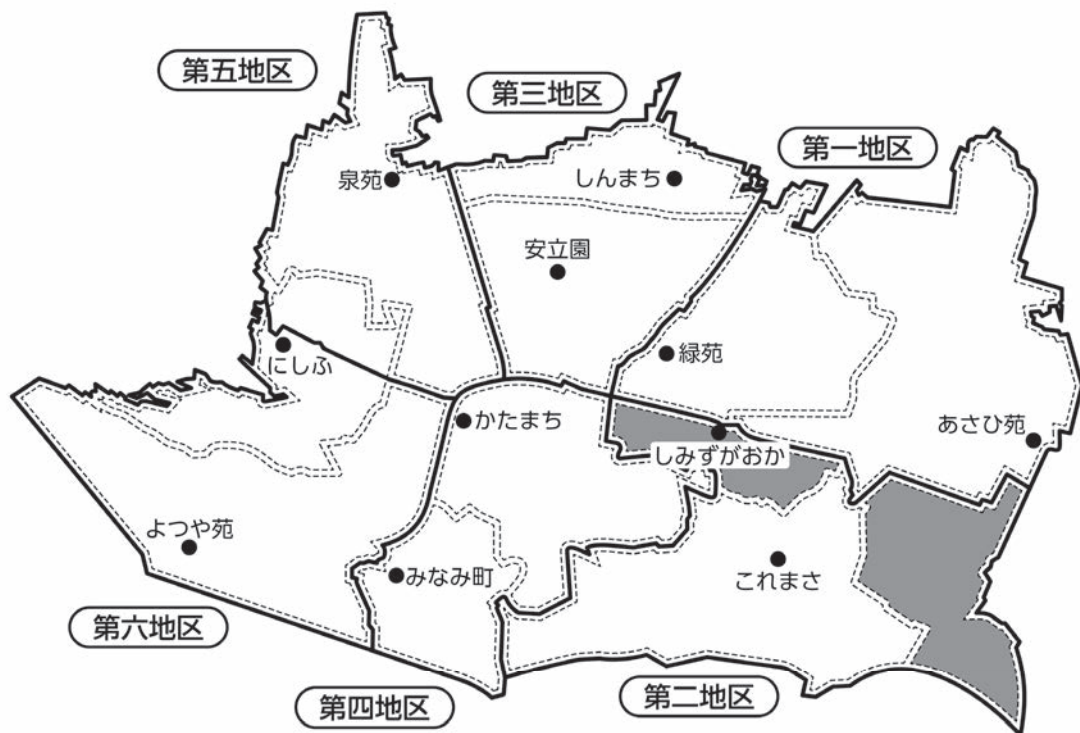 第五地区
第三地区
第一地区
泉苑
しんまち
安立園
緑苑
にしふ
かたまち
しみずがおか
あさひ苑
よつや苑
みなみ町
これまさ
第六地区
第四地区
第二地区